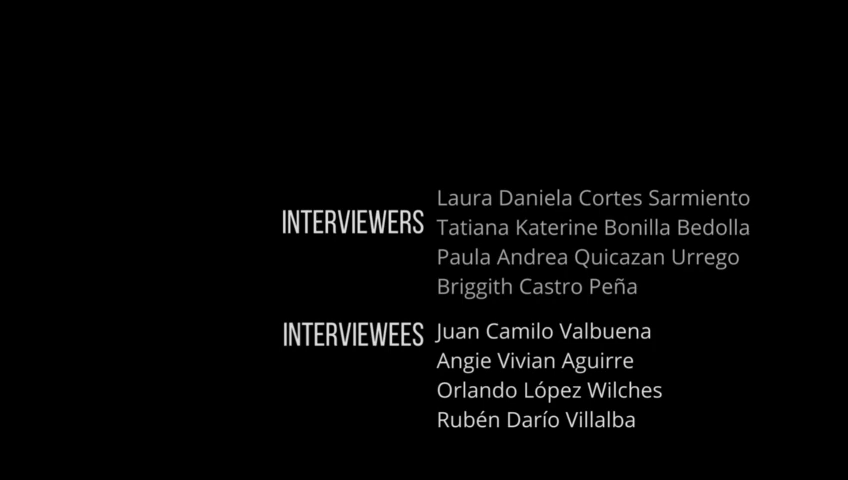 INTERVIEWERS
Laura Daniela Cortes Sarmiento
Tatiana Katerine Bonilla Bedolla
Paula Andrea Quicazan Urrego
Briggith Castro Peña
INTERVIEWEES
Juan Camilo Valbuena
Angie Vivian Aguirre
Orlando López Wilches
Rubén Darío Villalba